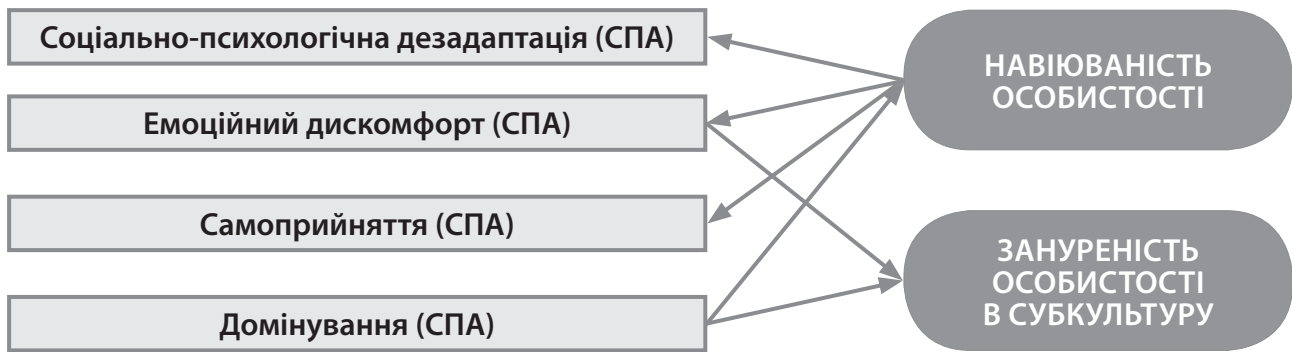 Соціально-психологічна дезадаптація (СПА)
Емоційний дискомфорт (СПА)
Самоприйняття (СПА)
Домінування (СПА)
НАВІЮВАНІСТЬ
ОСОБИСТОСТІ
ЗАНУРЕНІСТЬ
ОСОБИСТОСТІ
В СУБКУЛЬТУРУ